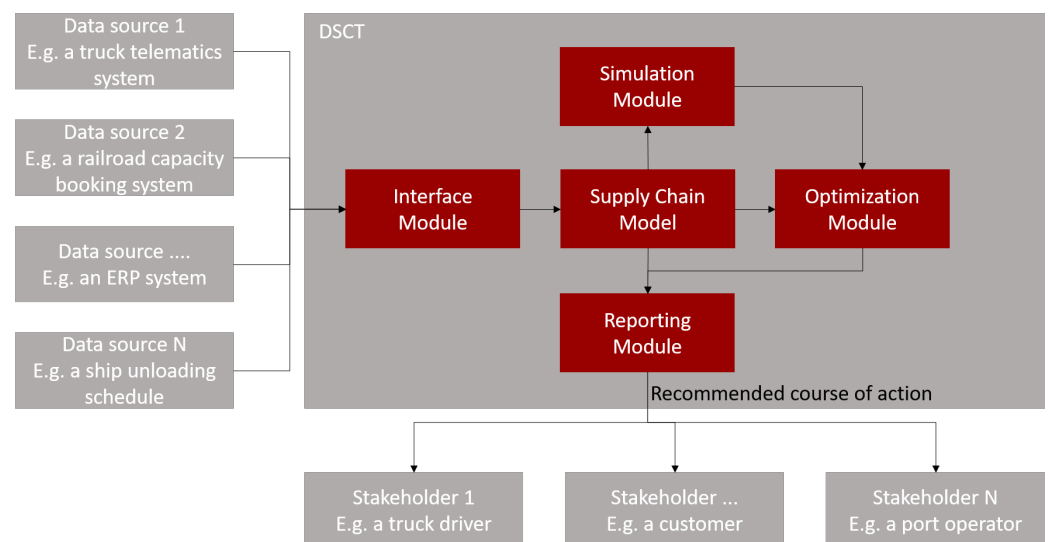 Data source 1
E.g. a truck telematics
system
Data source 2
E.g. a railroad capacity
booking system
Data source ....
E.g. an ERP system
Data source N
E.g. a ship unloading
schedule
DSCT
Simulation
Module
Interface
Module
Supply Chain
Model
Optimization
Module
Reporting
Module
Recommended course of action
Stakeholder 1
E.g. a truck driver
Stakeholder ...
E.g. a customer
Stakeholder N
E.g. a port operator